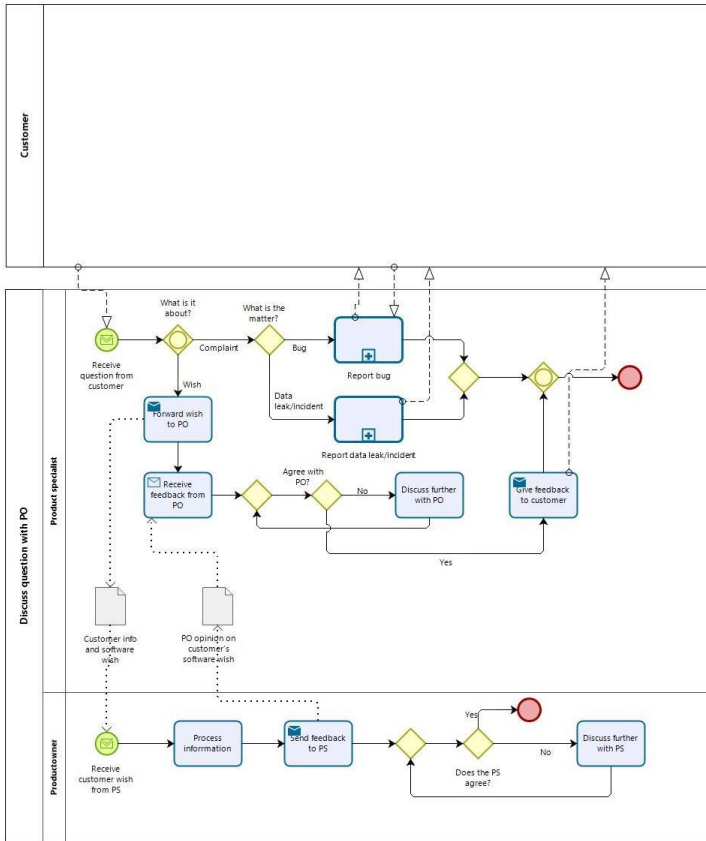 Customer
Discuss question with PO
Product specialist
What is it
about?
What is the
matter?
Receive
question from
customer
Complaint
Bug
Report bug
Wish
Data
leak/incident
Report data leak/incident
Forward wish
to PO
Receive
feedback from
PO
Agree with
PO?
No
Discuss further
with PO
Give feedback
to customer
Yes
Customer info
and software
wish
PO opinion on
customer's
software wish
Productowner
Receive
customer wish
from PS
Process
information
Send feedback
to PS
Yes
Does the PS
agree?
No
Discuss further
with PS